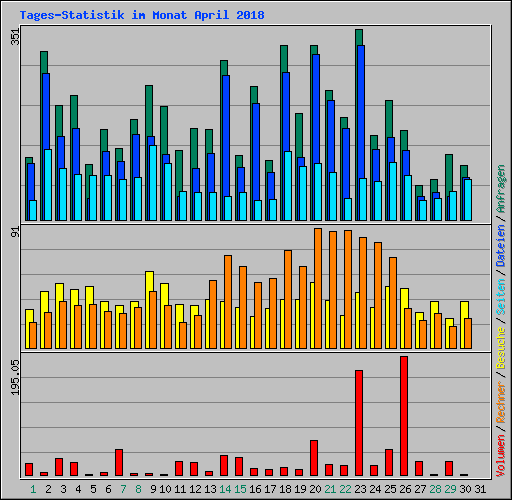 Tages-Statistik im Monat April 2018
351
91
195.05
Volumen / Rechner / Besuche / Seiten / Dateien / Anfragen
1 2 3 4 5 6 7 8 9 10 11 12 13 14 15 16 17 18 19 20 21 22 23 24 25 26 27 28 29 30 31